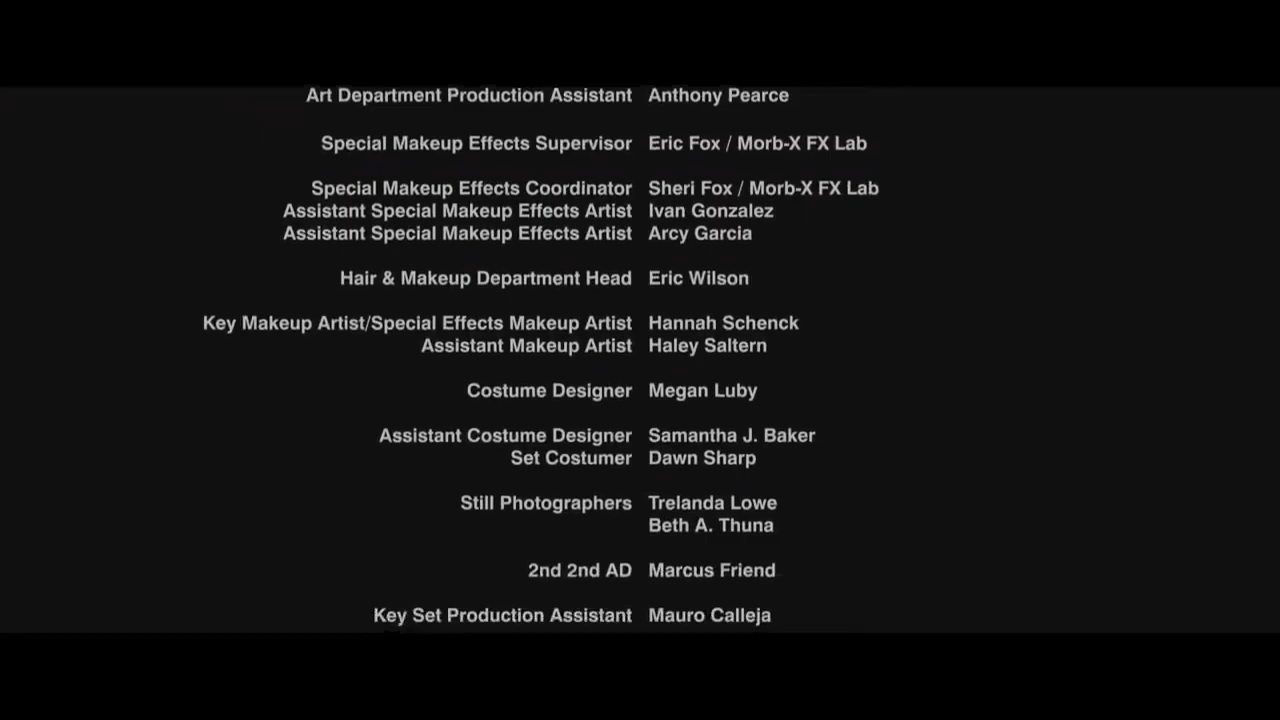 Art Department Production Assistant Anthony Pearce
Special Makeup Effects Supervisor Eric Fox / Morb-X FX Lab
Special Makeup Effects Coordinator Sheri Fox / Morb-X FX Lab
Assistant Special Makeup Effects Artist Ivan Gonzalez
Assistant Special Makeup Effects Artist Arcy Garcia
Hair & Makeup Department Head Eric Wilson
Key Makeup Artist/Special Effects Makeup Artist Hannah Schenck
Assistant Makeup Artist Haley Saltern
Costume Designer Megan Luby
Assistant Costume Designer Samantha J. Baker
Set Costumer Dawn Sharp
Still Photographers Trelanda Lowe
Beth A. Thuna
2nd 2nd AD Marcus Friend
Key Set Production Assistant Mauro Calleja